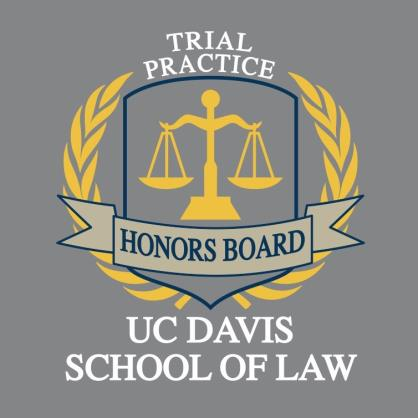 TRIAL
PRACTICE
HONORS BOARD
UC DAVIS
SCHOOL OF LAW